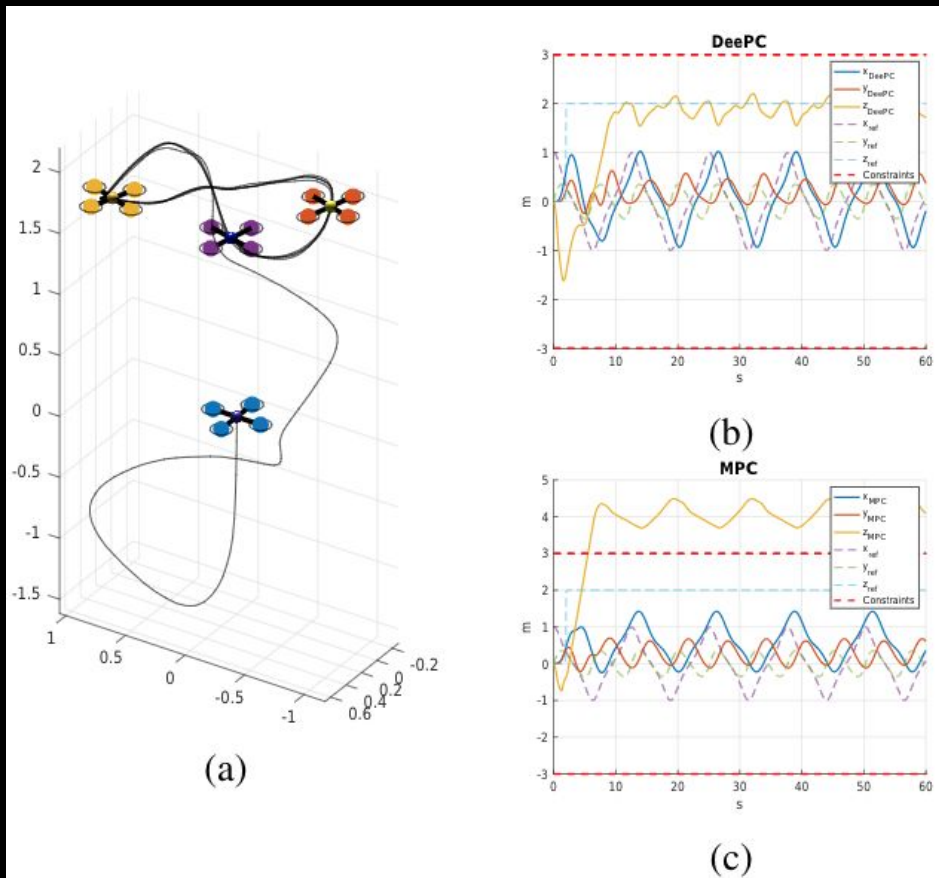 2
1.5
1
0.5
0
-0.5
-1
-1.5
1
0.5
0
-0.5
-1
0.6
0.4
0.2
0
-0.2
(a)
DeePC
3
2
1
0
-1
-2
-3
m
0 10 20 30 40 50 60
s
x_DeePC
y_DeePC
z_DeePC
x_ref
y_ref
z_ref
Constraints
(b)
MPC
5
4
3
2
1
0
-1
-2
-3
m
0 10 20 30 40 50 60
s
x_MPC
y_MPC
z_MPC
x_ref
y_ref
z_ref
Constraints
(c)